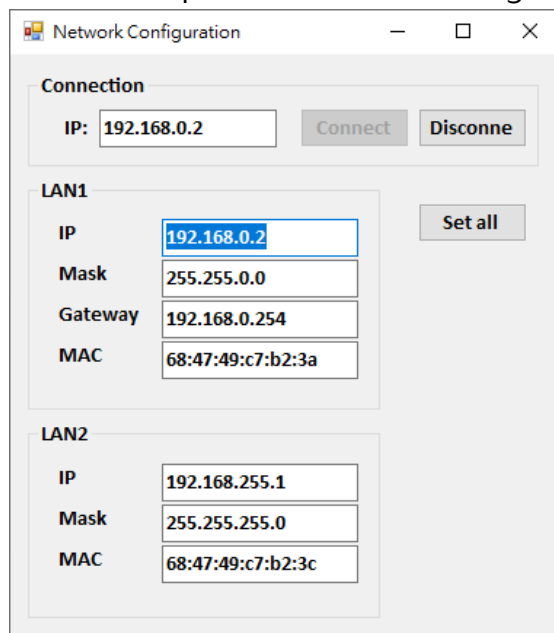 Network Configuration
Connection
IP: 192.168.0.2 Connect Disconne
LAN1
Set all
IP 192.168.0.2
Mask 255.255.0.0
Gateway 192.168.0.254
MAC 68:47:49:c7:b2:3a
LAN2
IP 192.168.255.1
Mask 255.255.255.0
MAC 68:47:49:c7:b2:3c